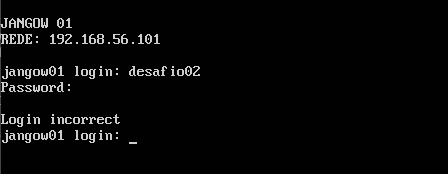 JANGOW 01
REDE: 192.168.56.101
jangow01 login: desafio02
Password:
Login incorrect
jangow01 login: _